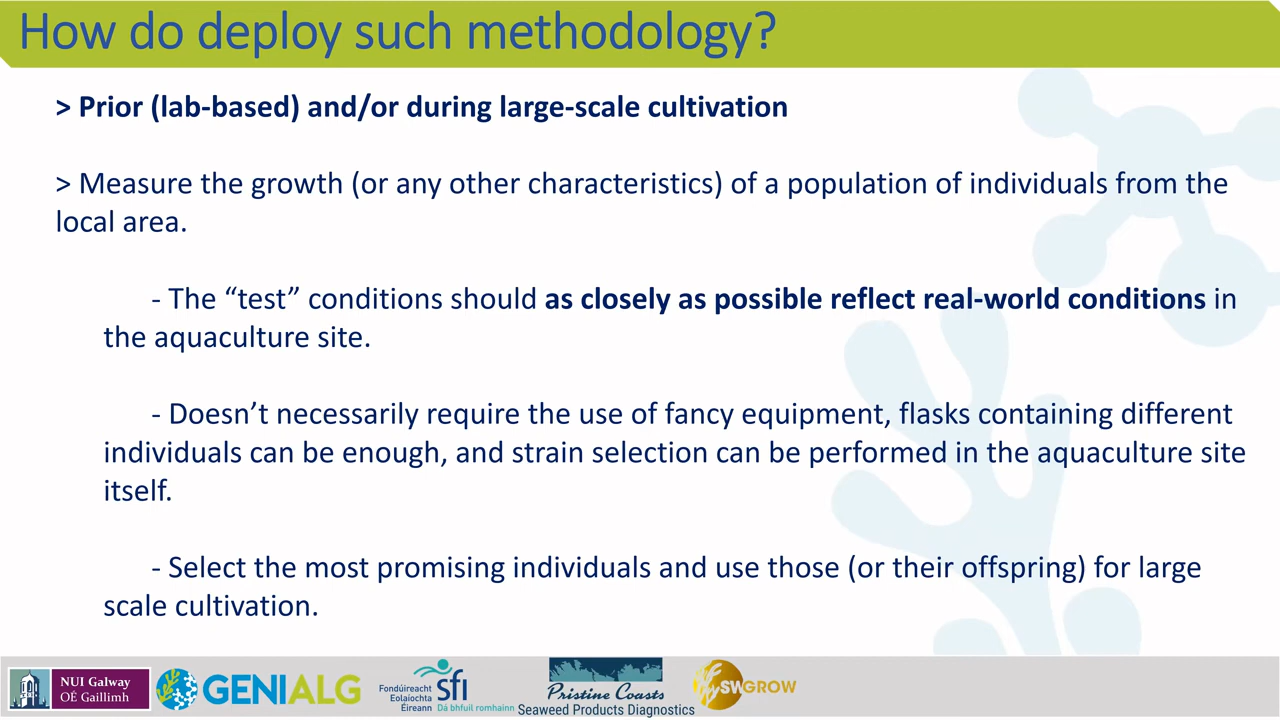 How do deploy such methodology?
> Prior (lab-based) and/or during large-scale cultivation
> Measure the growth (or any other characteristics) of a population of individuals from the
local area.
- The “test” conditions should as closely as possible reflect real-world conditions in
the aquaculture site.
- Doesn’t necessarily require the use of fancy equipment, flasks containing different
individuals can be enough, and strain selection can be performed in the aquaculture site
itself.
- Select the most promising individuals and use those (or their offspring) for large
scale cultivation.
NUI Galway
OÉ Gaillimh
GENIALG
Fondúireacht
Eolaíochta
Éireann
sfi
Dá bhfuil romhainn
Pristine Coasts
Seaweed Products Diagnostics
mySWGROW